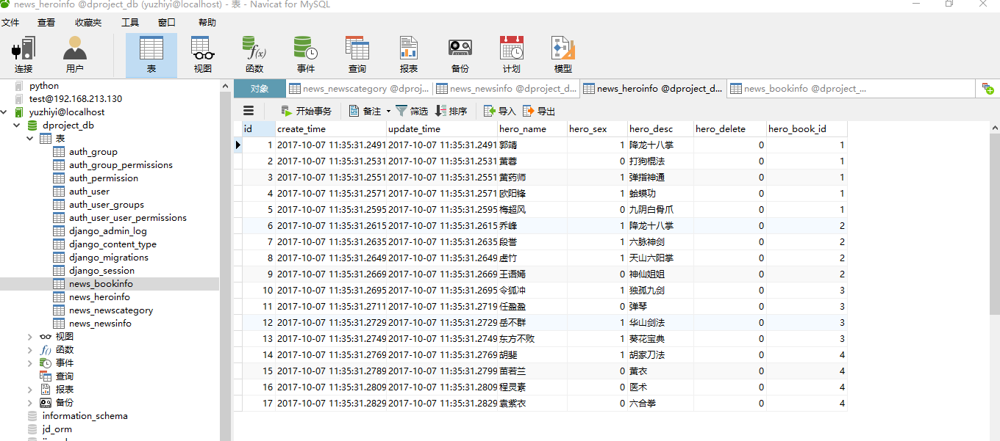 news_heroinfo @dproject_db (yuzhiyi@localhost) - 表 - Navicat for MySQL
文件 查看 收藏夹 工具 窗口 帮助
连接 用户 表 视图 函数 事件 查询 报表 备份 计划 模型
python
test@192.168.213.130
yuzhiyi@localhost
dproject_db
表
auth_group
auth_group_permissions
auth_permission
auth_user
auth_user_groups
auth_user_user_permissions
django_admin_log
django_content_type
django_migrations
django_session
news_bookinfo
news_heroinfo
news_newscategory
news_newsinfo
视图
函数
事件
查询
报表
备份
information_schema
jd_orm
对象 news_newscategory @dproj... news_newsinfo @dproject_d... news_heroinfo @dproject_d... news_bookinfo @dproject_...
开始事务 备注 筛选 排序 导入 导出
id create_time update_time hero_name hero_sex hero_desc hero_delete hero_book_id
1 2017-10-07 11:35:31.2491 2017-10-07 11:35:31.2491 郭靖 1 降龙十八掌 0 1
2 2017-10-07 11:35:31.2531 2017-10-07 11:35:31.2531 黄蓉 0 打狗棍法 0 1
3 2017-10-07 11:35:31.2551 2017-10-07 11:35:31.2551 黄药师 1 弹指神通 0 1
4 2017-10-07 11:35:31.2571 2017-10-07 11:35:31.2571 欧阳锋 1 蛤蟆功 0 1
5 2017-10-07 11:35:31.2595 2017-10-07 11:35:31.2595 梅超风 0 九阴白骨爪 0 1
6 2017-10-07 11:35:31.2615 2017-10-07 11:35:31.2615 乔峰 1 降龙十八掌 0 2
7 2017-10-07 11:35:31.2635 2017-10-07 11:35:31.2635 段誉 1 六脉神剑 0 2
8 2017-10-07 11:35:31.2649 2017-10-07 11:35:31.2649 虚竹 1 天山六阳掌 0 2
9 2017-10-07 11:35:31.2669 2017-10-07 11:35:31.2669 王语嫣 0 神仙姐姐 0 2
10 2017-10-07 11:35:31.2695 2017-10-07 11:35:31.2695 令狐冲 1 独孤九剑 0 3
11 2017-10-07 11:35:31.2711 2017-10-07 11:35:31.2719 任盈盈 0 弹琴 0 3
12 2017-10-07 11:35:31.2729 2017-10-07 11:35:31.2729 岳不群 1 华山剑法 0 3
13 2017-10-07 11:35:31.2749 2017-10-07 11:35:31.2749 东方不败 1 葵花宝典 0 3
14 2017-10-07 11:35:31.2769 2017-10-07 11:35:31.2769 胡斐 1 胡家刀法 0 4
15 2017-10-07 11:35:31.2789 2017-10-07 11:35:31.2799 苗若兰 0 黄衣 0 4
16 2017-10-07 11:35:31.2809 2017-10-07 11:35:31.2809 程灵素 0 医术 0 4
17 2017-10-07 11:35:31.2829 2017-10-07 11:35:31.2829 袁紫衣 0 六合拳 0 4